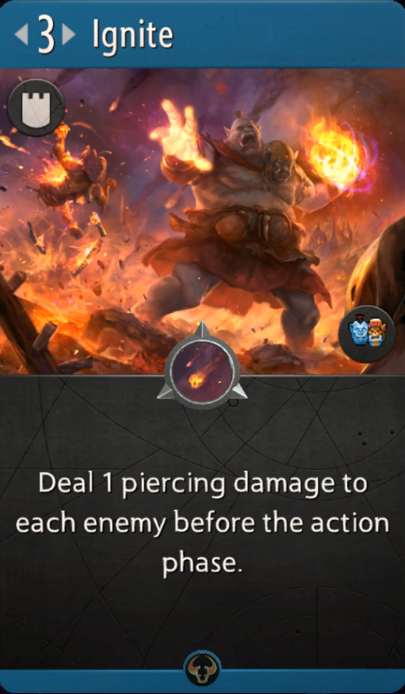 3 Ignite
Deal 1 piercing damage to
each enemy before the action
phase.